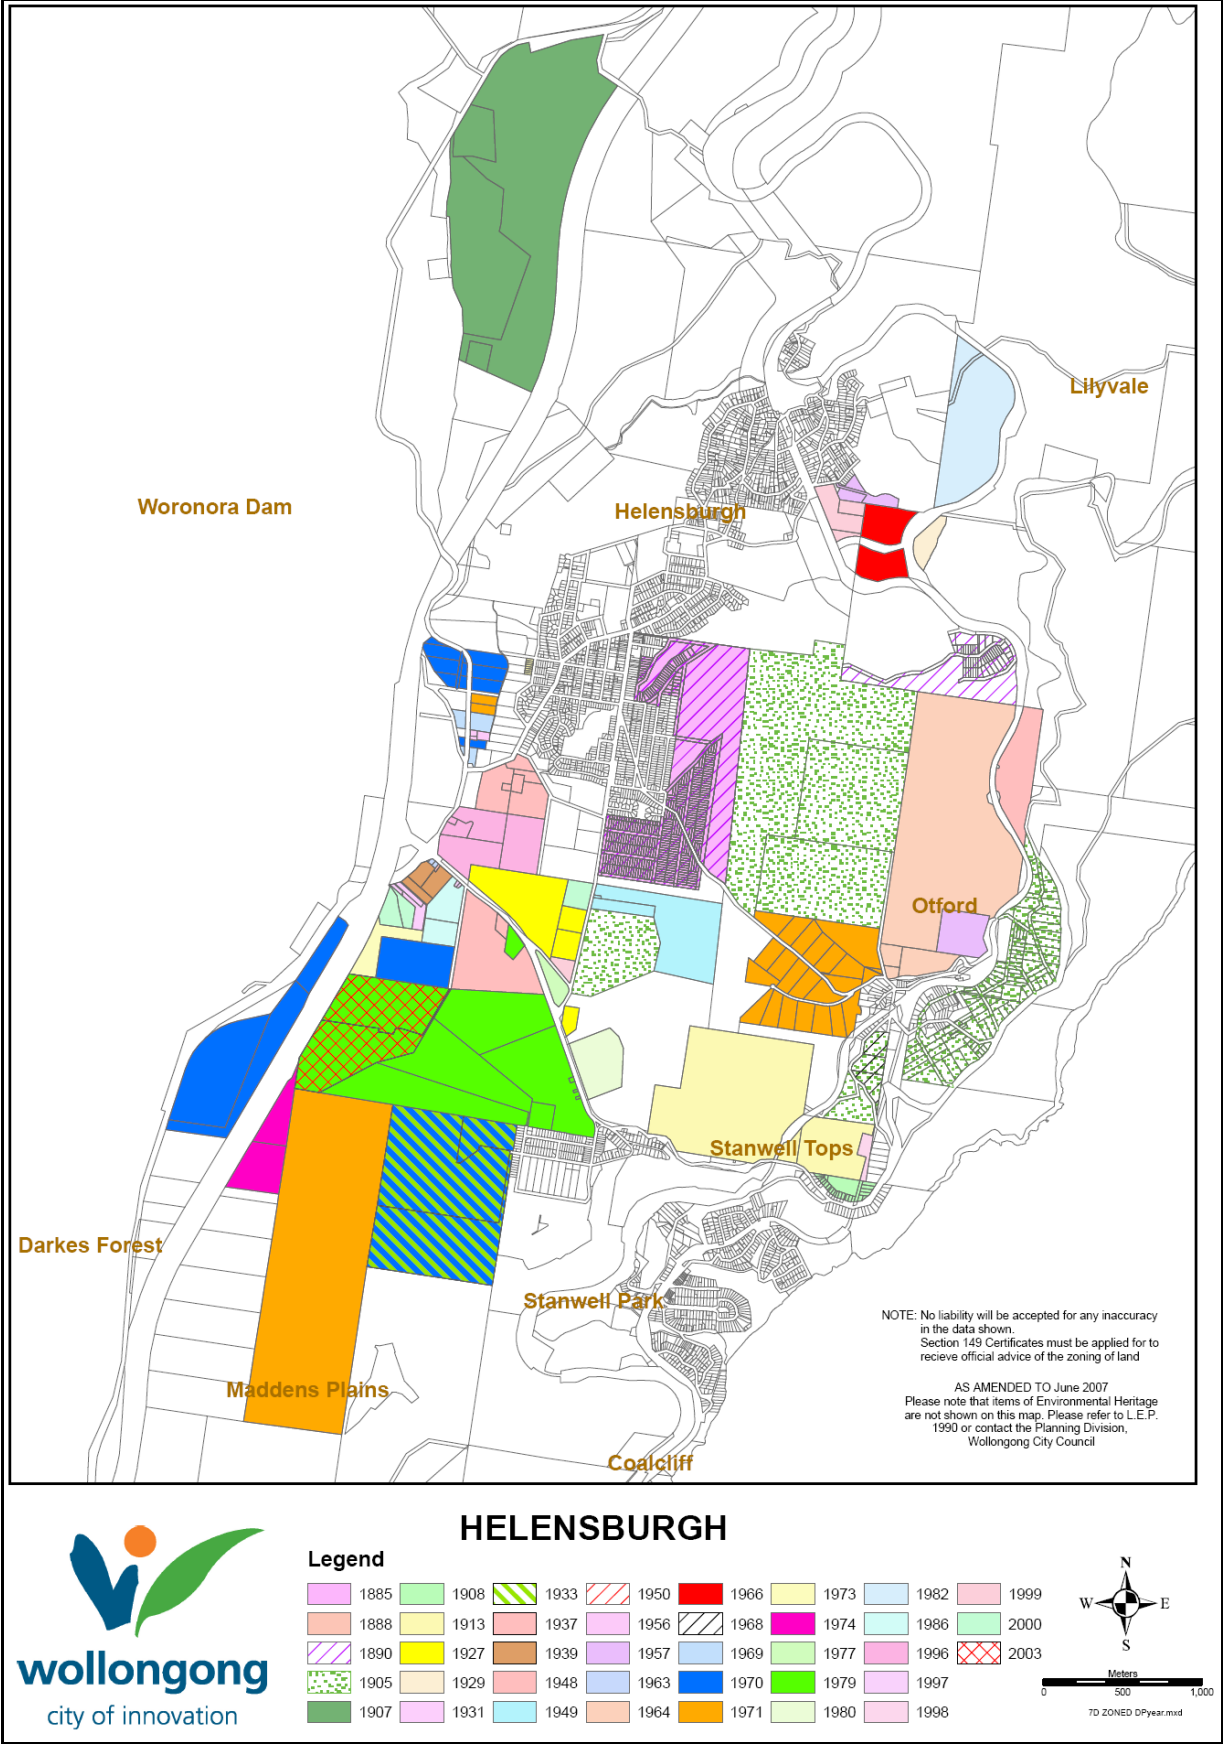 Lilyvale
Woronora Dam
Helensburgh
Otford
Stanwell Tops
Darkes Forest
Stanwell Park
Maddens Plains
Coalcliff
NOTE: No liability will be accepted for any inaccuracy
in the data shown.
Section 149 Certificates must be applied for to
recieve official advice of the zoning of land
AS AMENDED TO June 2007
Please note that items of Environmental Heritage
are not shown on this map. Please refer to L.E.P.
1990 or contact the Planning Division,
Wollongong City Council
HELENSBURGH
Legend
1885 1908 1933 1950 1966 1973 1982 1999
1888 1913 1937 1956 1968 1974 1986 2000
1890 1927 1939 1957 1969 1977 1996 2003
1905 1929 1948 1963 1970 1979 1997
1907 1931 1949 1964 1971 1980 1998
wollongong
city of innovation
N
W E
S
Meters
0 500 1,000
7D ZONED DPyear.mxd